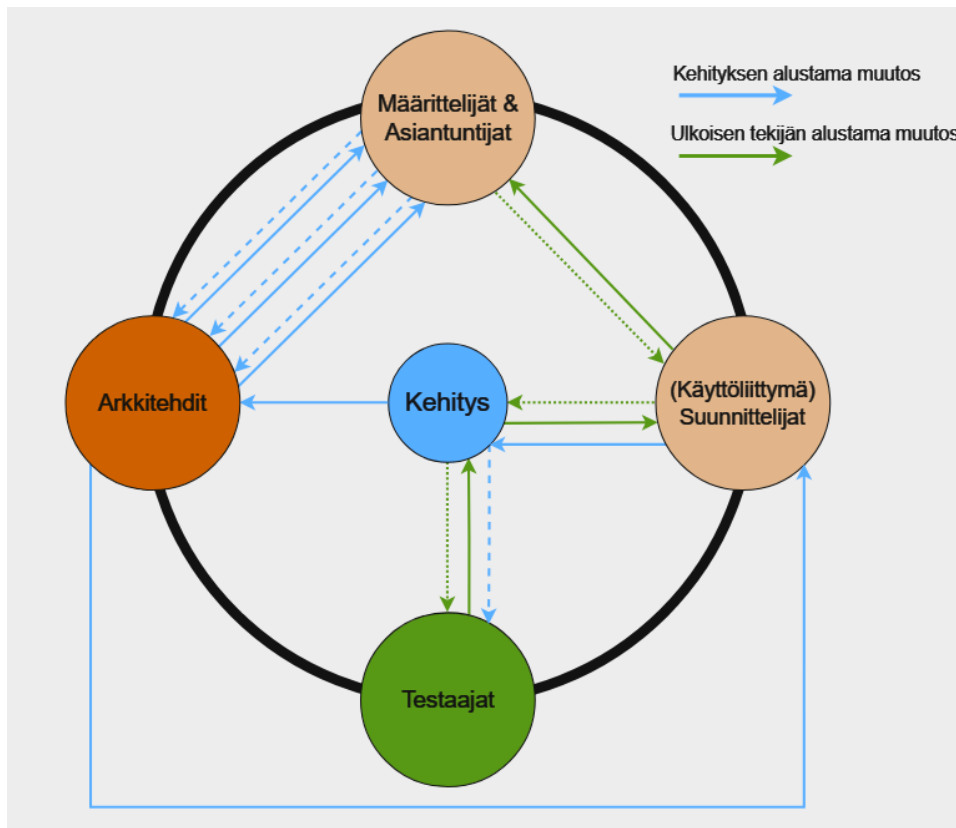 Kehityksen alustama muutos
Ulkoisen tekijän alustama muutos
Määrittelijät &
Asiantuntijat
Arkkitehdit
Kehitys
(Käyttöliittymä)
Suunnittelijat
Testaajat